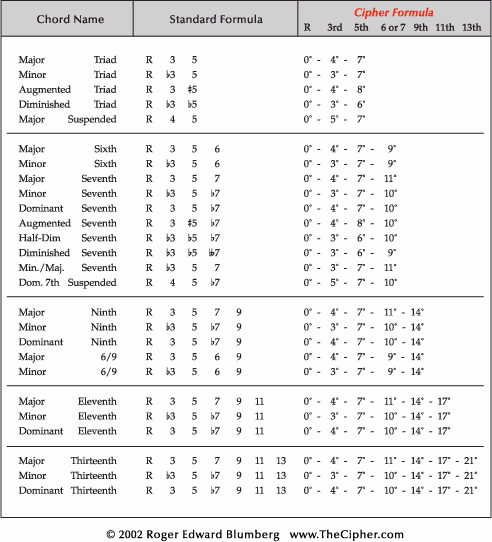 Chord Name Standard Formula Cipher Formula
R 3rd 5th 6 or 7 9th 11th 13th
Major Triad R 3 5 0° - 4° - 7°
Minor Triad R ♭3 5 0° - 3° - 7°
Augmented Triad R 3 ♯5 0° - 4° - 8°
Diminished Triad R ♭3 ♭5 0° - 3° - 6°
Major Suspended R 4 5 0° - 5° - 7°
Major Sixth R 3 5 6 0° - 4° - 7° - 9°
Minor Sixth R ♭3 5 6 0° - 3° - 7° - 9°
Major Seventh R 3 5 7 0° - 4° - 7° - 11°
Minor Seventh R ♭3 5 ♭7 0° - 3° - 7° - 10°
Dominant Seventh R 3 5 ♭7 0° - 4° - 7° - 10°
Augmented Seventh R 3 ♯5 ♭7 0° - 4° - 8° - 10°
Half-Dim Seventh R ♭3 ♭5 ♭7 0° - 3° - 6° - 10°
Diminished Seventh R ♭3 ♭5 𝄫7 0° - 3° - 6° - 9°
Min./Maj. Seventh R ♭3 5 7 0° - 3° - 7° - 11°
Dom. 7th Suspended R 4 5 ♭7 0° - 5° - 7° - 10°
Major Ninth R 3 5 7 9 0° - 4° - 7° - 11° - 14°
Minor Ninth R ♭3 5 ♭7 9 0° - 3° - 7° - 10° - 14°
Dominant Ninth R 3 5 ♭7 9 0° - 4° - 7° - 10° - 14°
Major 6/9 R 3 5 6 9 0° - 4° - 7° - 9° - 14°
Minor 6/9 R ♭3 5 6 9 0° - 3° - 7° - 9° - 14°
Major Eleventh R 3 5 7 9 11 0° - 4° - 7° - 11° - 14° - 17°
Minor Eleventh R ♭3 5 ♭7 9 11 0° - 3° - 7° - 10° - 14° - 17°
Dominant Eleventh R 3 5 ♭7 9 11 0° - 4° - 7° - 10° - 14° - 17°
Major Thirteenth R 3 5 7 9 11 13 0° - 4° - 7° - 11° - 14° - 17° - 21°
Minor Thirteenth R ♭3 5 ♭7 9 11 13 0° - 3° - 7° - 10° - 14° - 17° - 21°
Dominant Thirteenth R 3 5 ♭7 9 11 13 0° - 4° - 7° - 10° - 14° - 17° - 21°
© 2002 Roger Edward Blumberg www.TheCipher.com